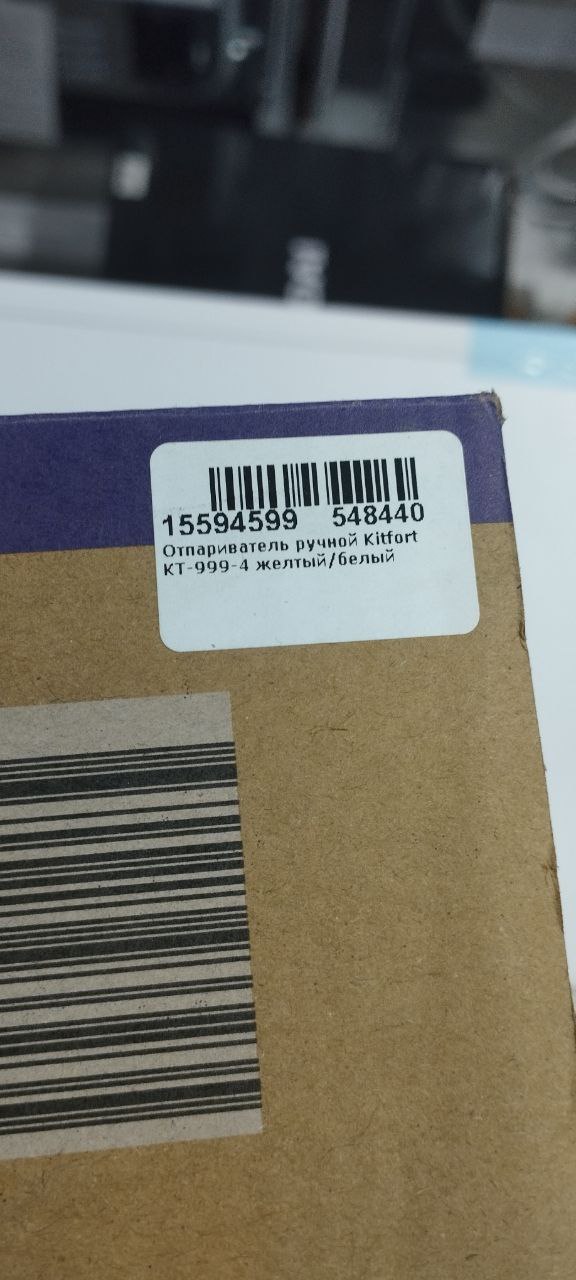 15594599 548440
Отпариватель ручной Kitfort
КТ-999-4 желтый/белый